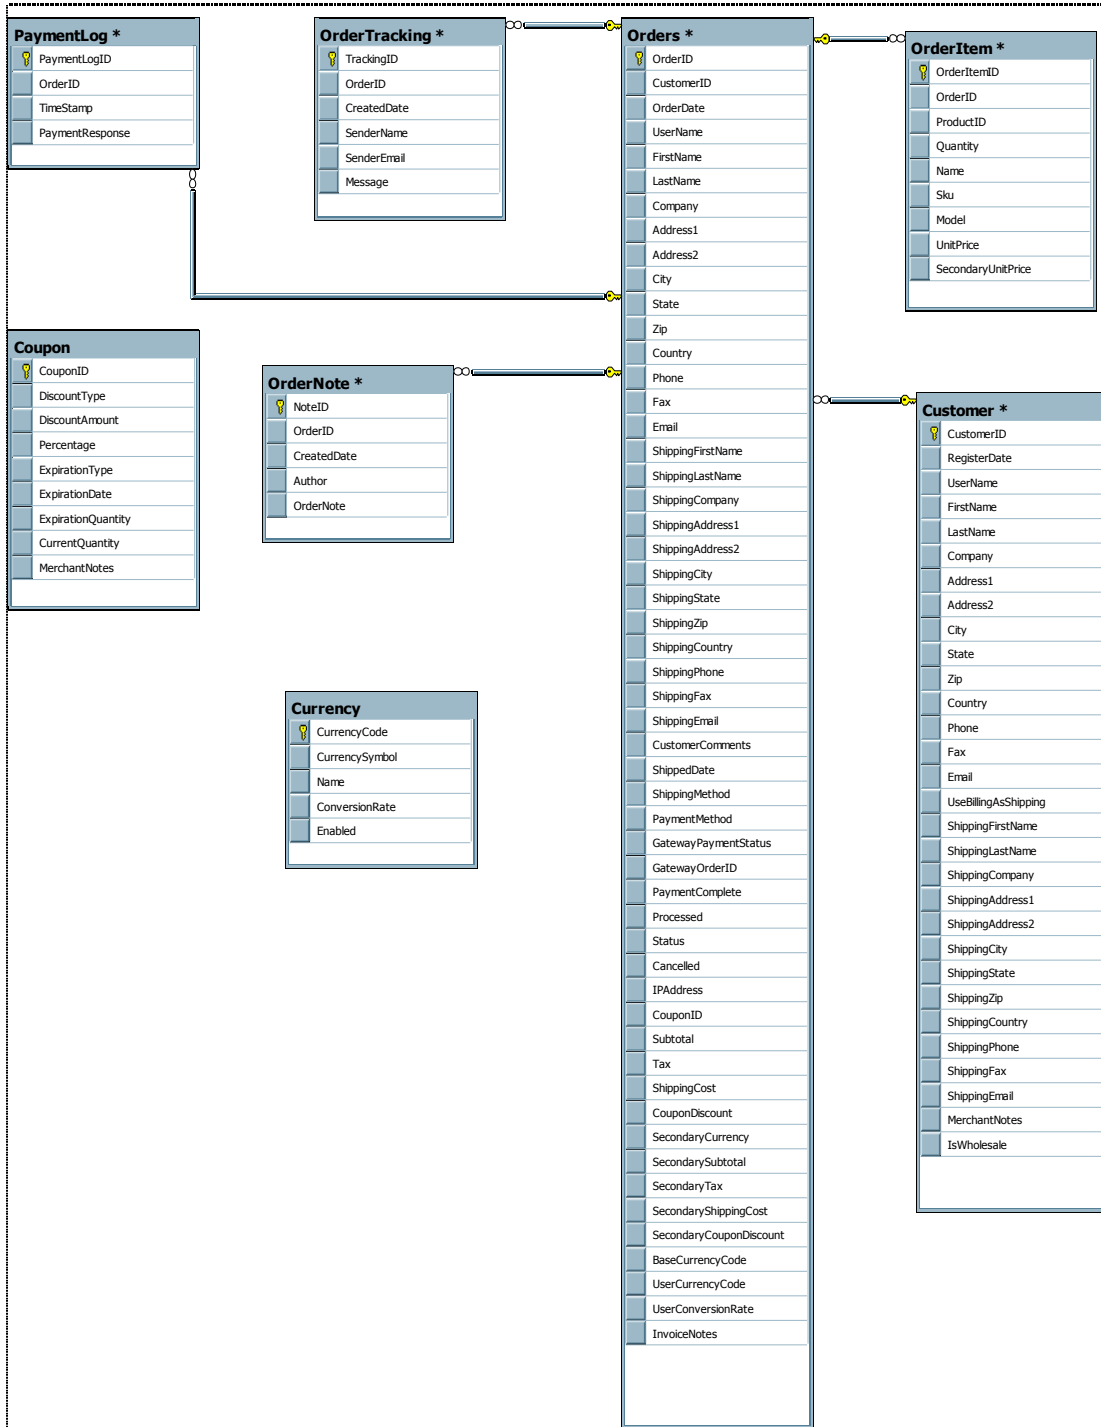 PaymentLog *
PaymentLogID
OrderID
TimeStamp
PaymentResponse
OrderTracking *
TrackingID
OrderID
CreatedDate
SenderName
SenderEmail
Message
Orders *
OrderID
CustomerID
OrderDate
UserName
FirstName
LastName
Company
Address1
Address2
City
State
Zip
Country
Phone
Fax
Email
ShippingFirstName
ShippingLastName
ShippingCompany
ShippingAddress1
ShippingAddress2
ShippingCity
ShippingState
ShippingZip
ShippingCountry
ShippingPhone
ShippingFax
ShippingEmail
CustomerComments
ShippedDate
ShippingMethod
PaymentMethod
GatewayPaymentStatus
GatewayOrderID
PaymentComplete
Processed
Status
Cancelled
IPAddress
CouponID
Subtotal
Tax
ShippingCost
CouponDiscount
SecondaryCurrency
SecondarySubtotal
SecondaryTax
SecondaryShippingCost
SecondaryCouponDiscount
BaseCurrencyCode
UserCurrencyCode
UserConversionRate
InvoiceNotes
OrderItem *
OrderItemID
OrderID
ProductID
Quantity
Name
Sku
Model
UnitPrice
SecondaryUnitPrice
Coupon
CouponID
DiscountType
DiscountAmount
Percentage
ExpirationType
ExpirationDate
ExpirationQuantity
CurrentQuantity
MerchantNotes
OrderNote *
NoteID
OrderID
CreatedDate
Author
OrderNote
Customer *
CustomerID
RegisterDate
UserName
FirstName
LastName
Company
Address1
Address2
City
State
Zip
Country
Phone
Fax
Email
UseBillingAsShipping
ShippingFirstName
ShippingLastName
ShippingCompany
ShippingAddress1
ShippingAddress2
ShippingCity
ShippingState
ShippingZip
ShippingCountry
ShippingPhone
ShippingFax
ShippingEmail
MerchantNotes
IsWholesale
Currency
CurrencyCode
CurrencySymbol
Name
ConversionRate
Enabled